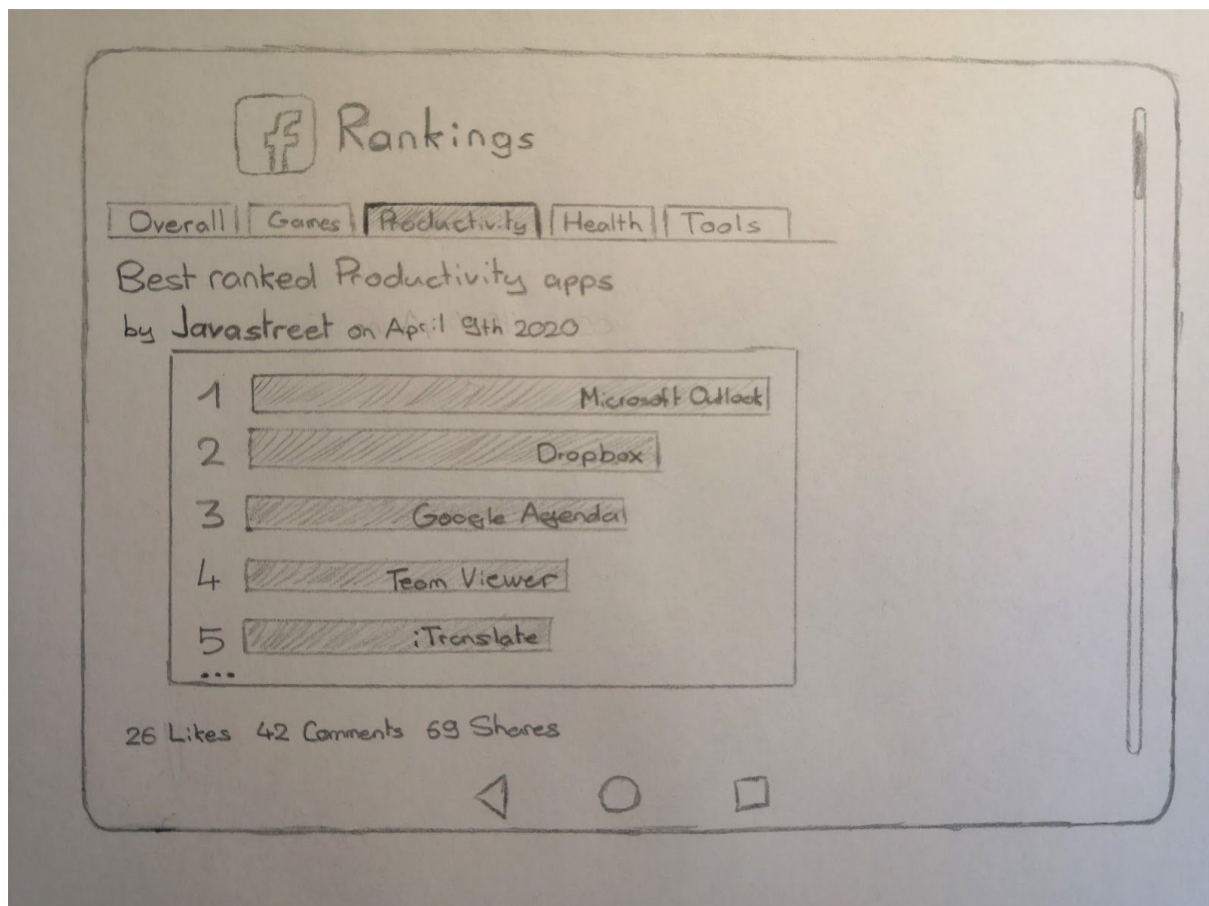 f Rankings
Overall Games Productivity Health Tools
Best ranked Productivity apps
by Javastreet on April 9th 2020
1 Microsoft Outlook
2 Dropbox
3 Google Agenda
4 Team Viewer
5 iTranslate
...
26 Likes 42 Comments 69 Shares